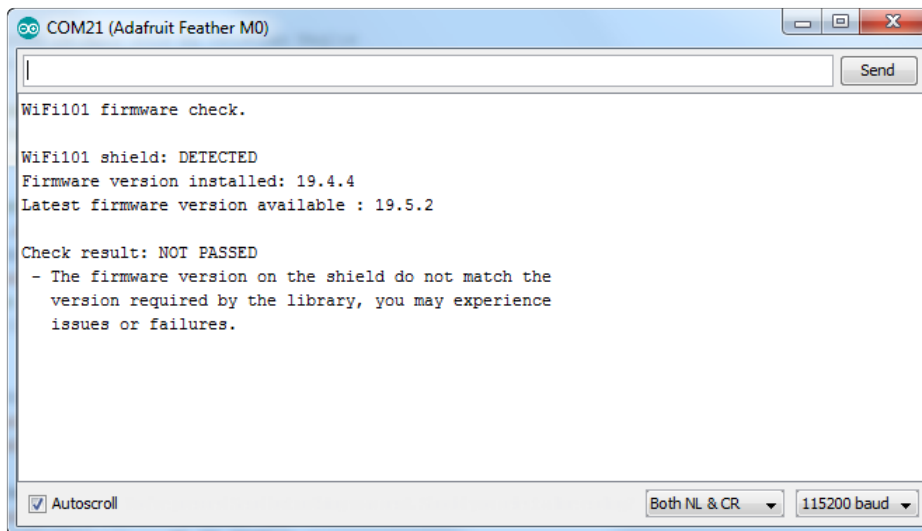 COM21 (Adafruit Feather M0)
Send
WiFi101 firmware check.
WiFi101 shield: DETECTED
Firmware version installed: 19.4.4
Latest firmware version available : 19.5.2
Check result: NOT PASSED
- The firmware version on the shield do not match the
version required by the library, you may experience
issues or failures.
Autoscroll
Both NL & CR
115200 baud